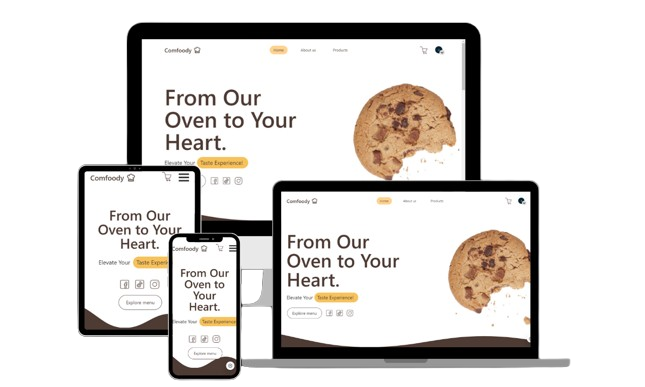 Comfoody
Home
About us
Products
From Our
Oven to Your
Heart.
Elevate Your Taste Experience!
Comfoody
From Our
Oven to Your
Heart.
Elevate Your Taste Experi
Explore menu
Comfoody
From Our
Oven to
Your
Heart.
Elevate Your Taste Experience
Explore menu
Comfoody
Home
About us
Products
From Our
Oven to Your
Heart.
Elevate Your Taste Experience!
Explore menu